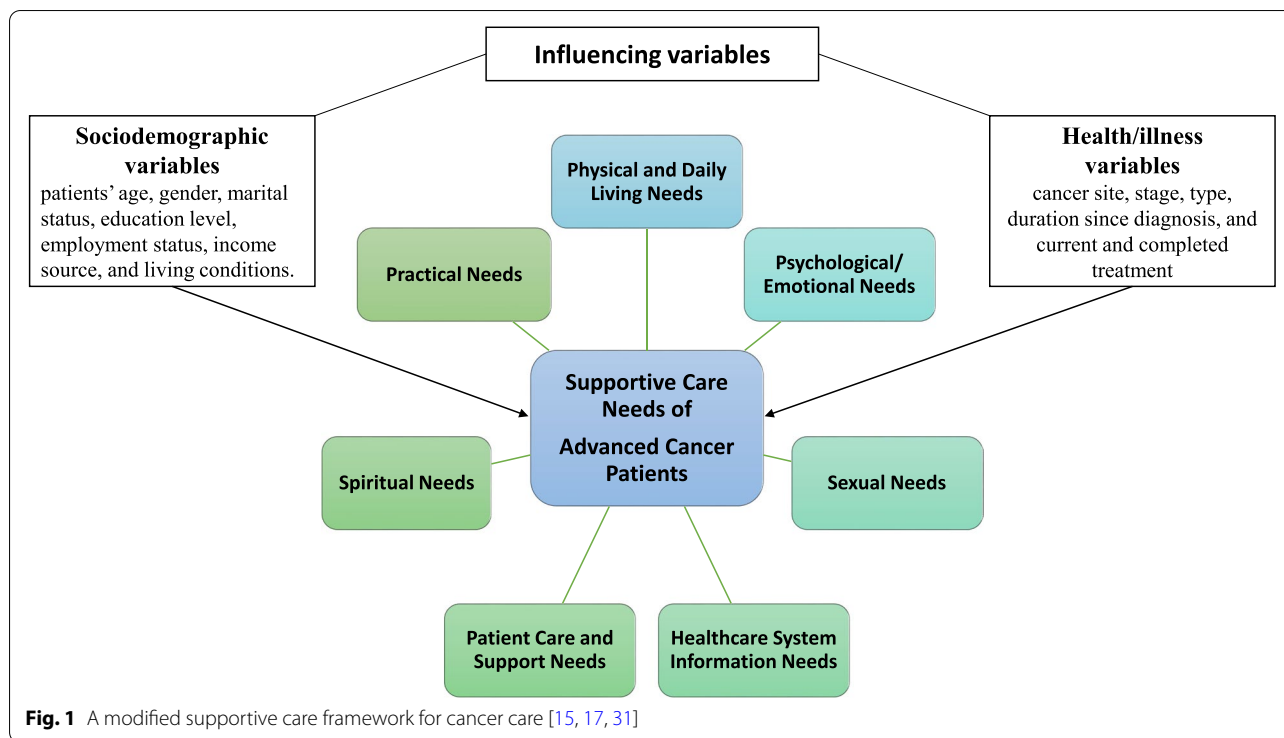 Influencing variables
Sociodemographic
variables
patients' age, gender, marital
status, education level,
employment status, income
source, and living conditions.
Health/illness
variables
cancer site, stage, type,
duration since diagnosis, and
current and completed
treatment
Physical and Daily
Living Needs
Practical Needs
Psychological/
Emotional Needs
Supportive Care
Needs of
Advanced Cancer
Patients
Spiritual Needs
Sexual Needs
Patient Care and
Support Needs
Healthcare System
Information Needs
Fig. 1 A modified supportive care framework for cancer care [15, 17, 31]